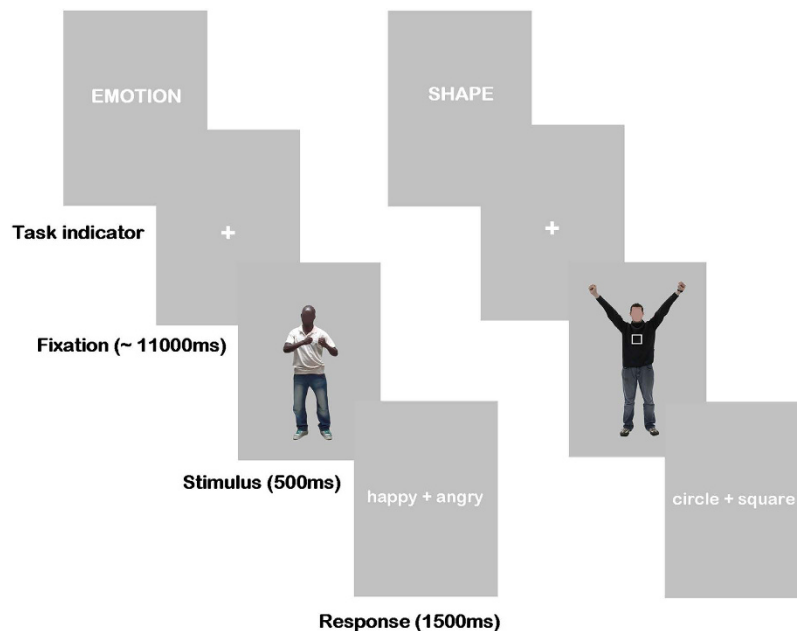 EMOTION
SHAPE
+
+
Task indicator
Fixation (~ 11000ms)
Stimulus (500ms)
happy + angry
circle + square
Response (1500ms)